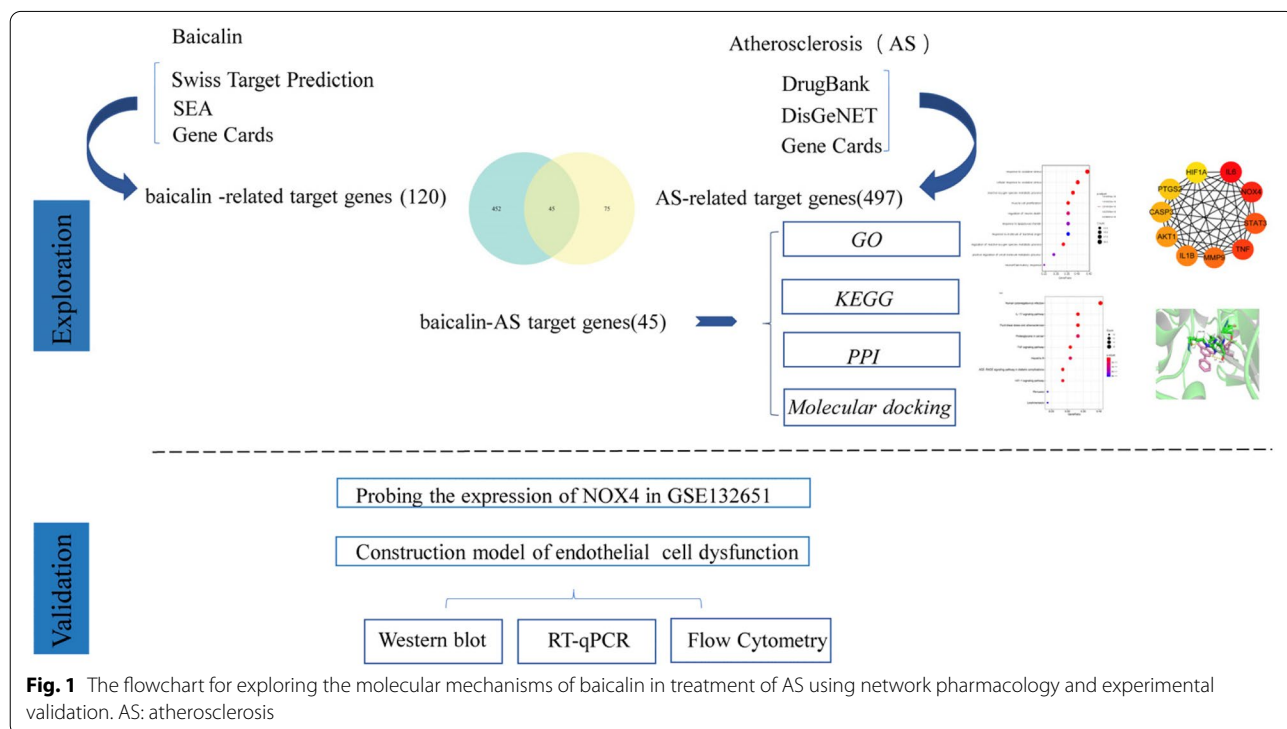 Baicalin
Swiss Target Prediction
SEA
Gene Cards
baicalin -related target genes (120)
Atherosclerosis ( AS )
DrugBank
DisGeNET
Gene Cards
AS-related target genes(497)
452
45
75
baicalin-AS target genes(45)
GO
KEGG
PPI
Molecular docking
HIF1A
IL6
PTGS2
NOX4
CASP3
STAT3
AKT1
TNF
IL1B
MMP9
Exploration
Validation
Probing the expression of NOX4 in GSE132651
Construction model of endothelial cell dysfunction
Western blot
RT-qPCR
Flow Cytometry
Fig. 1 The flowchart for exploring the molecular mechanisms of baicalin in treatment of AS using network pharmacology and experimental
validation. AS: atherosclerosis